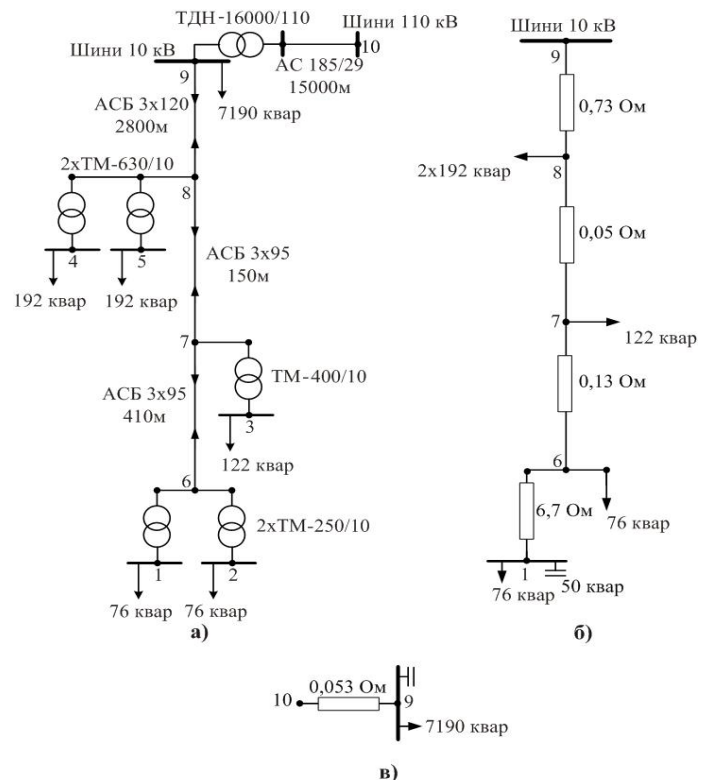 ТДН-16000/110
Шини 110 кВ
Шини 10 кВ
10
АС 185/29
15000м
9
АСБ 3х120
2800м
7190 квар
2хТМ-630/10
8
4
5
192 квар
192 квар
АСБ 3х95
150м
7
ТМ-400/10
АСБ 3х95
410м
3
122 квар
6
2хТМ-250/10
1
2
76 квар
76 квар
а)
Шини 10 кВ
9
0,73 Ом
2х192 квар
8
0,05 Ом
7
122 квар
0,13 Ом
6
6,7 Ом
76 квар
1
76 квар
50 квар
б)
0,053 Ом
10
9
7190 квар
в)